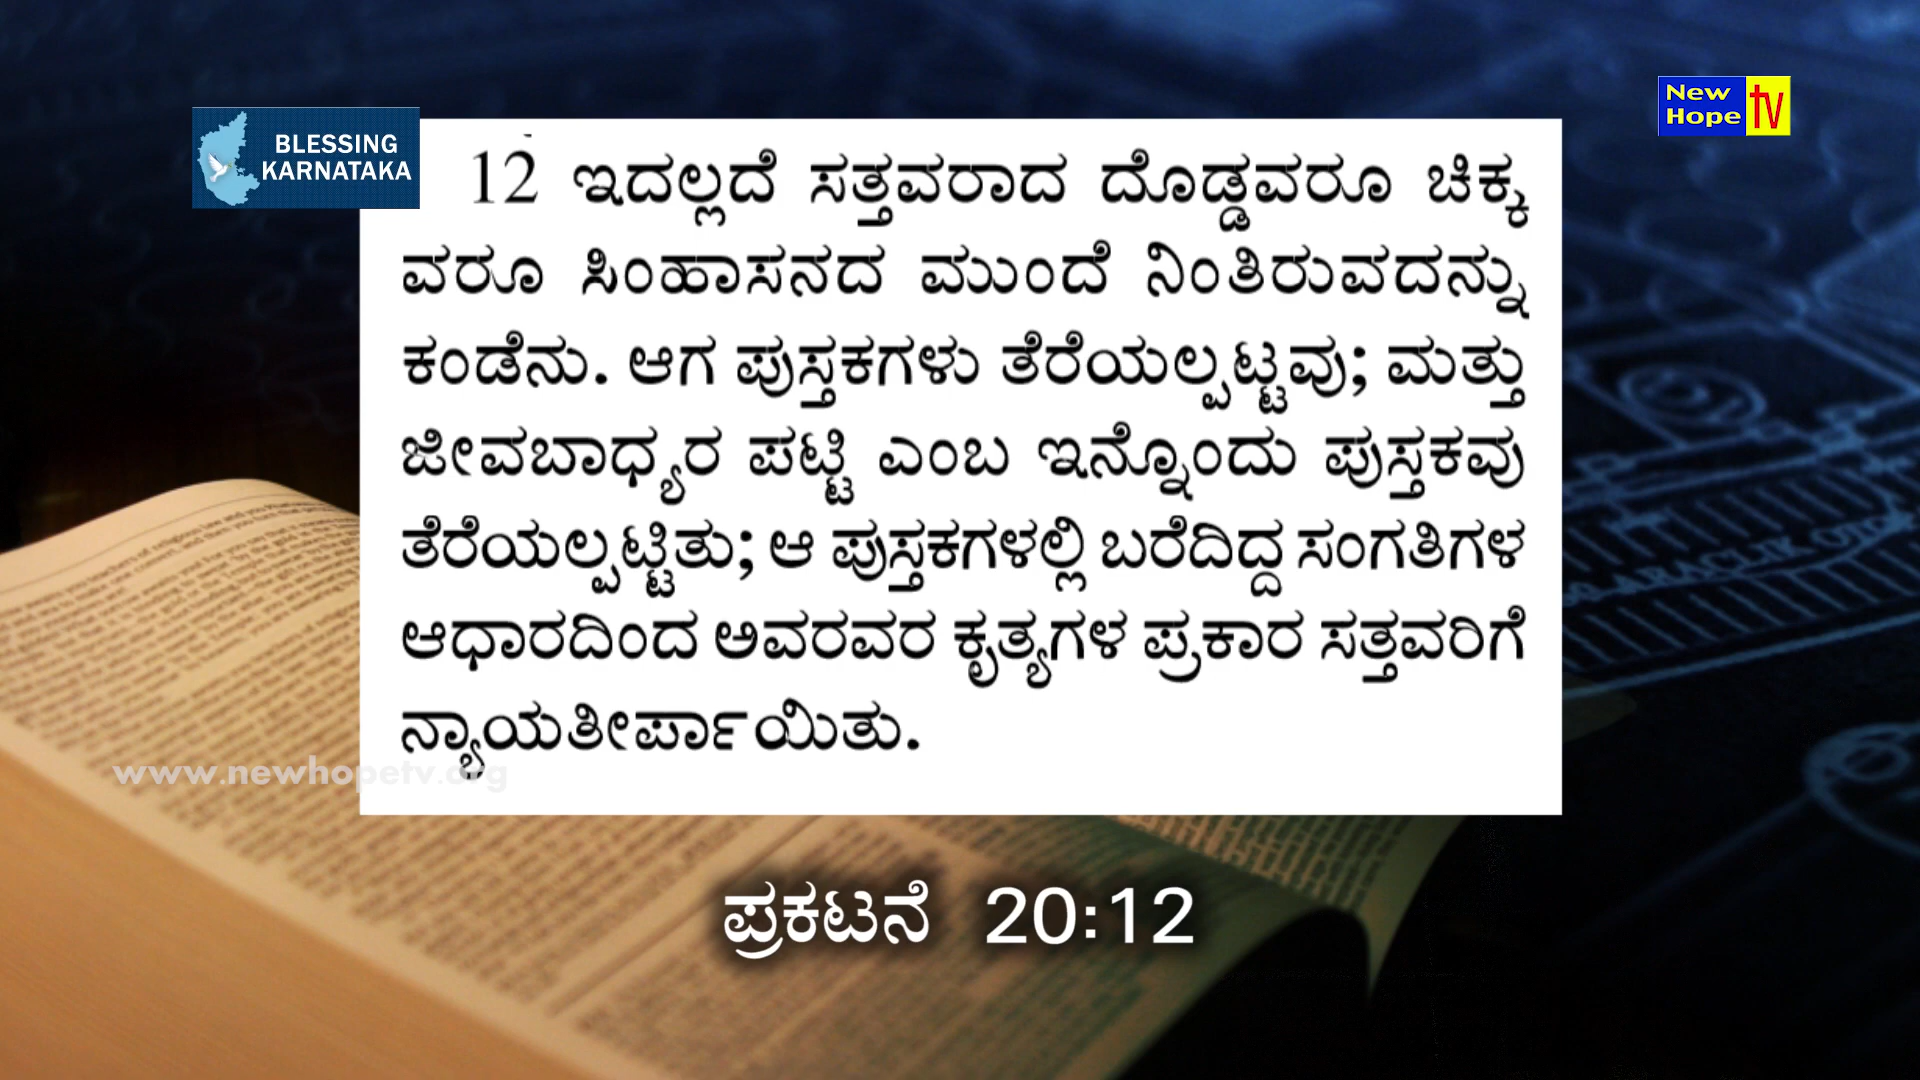 BLESSING
KARNATAKA
New
Hope TV
12 ಇದಲ್ಲದೆ ಸತ್ತವರಾದ ದೊಡ್ಡವರೂ ಚಿಕ್ಕ
ವರೂ ಸಿಂಹಾಸನದ ಮುಂದೆ ನಿಂತಿರುವದನ್ನು
ಕಂಡೆನು. ಆಗ ಪುಸ್ತಕಗಳು ತೆರೆಯಲ್ಪಟ್ಟವು; ಮತ್ತು
ಜೀವಬಾಧ್ಯರ ಪಟ್ಟಿ ಎಂಬ ಇನ್ನೊಂದು ಪುಸ್ತಕವು
ತೆರೆಯಲ್ಪಟ್ಟಿತು; ಆ ಪುಸ್ತಕಗಳಲ್ಲಿ ಬರೆದಿದ್ದ ಸಂಗತಿಗಳ
ಆಧಾರದಿಂದ ಅವರವರ ಕೃತ್ಯಗಳ ಪ್ರಕಾರ ಸತ್ತವರಿಗೆ
ನ್ಯಾಯತೀರ್ಪಾಯಿತು.
www.newhopetv.org
ಪ್ರಕಟನೆ 20:12